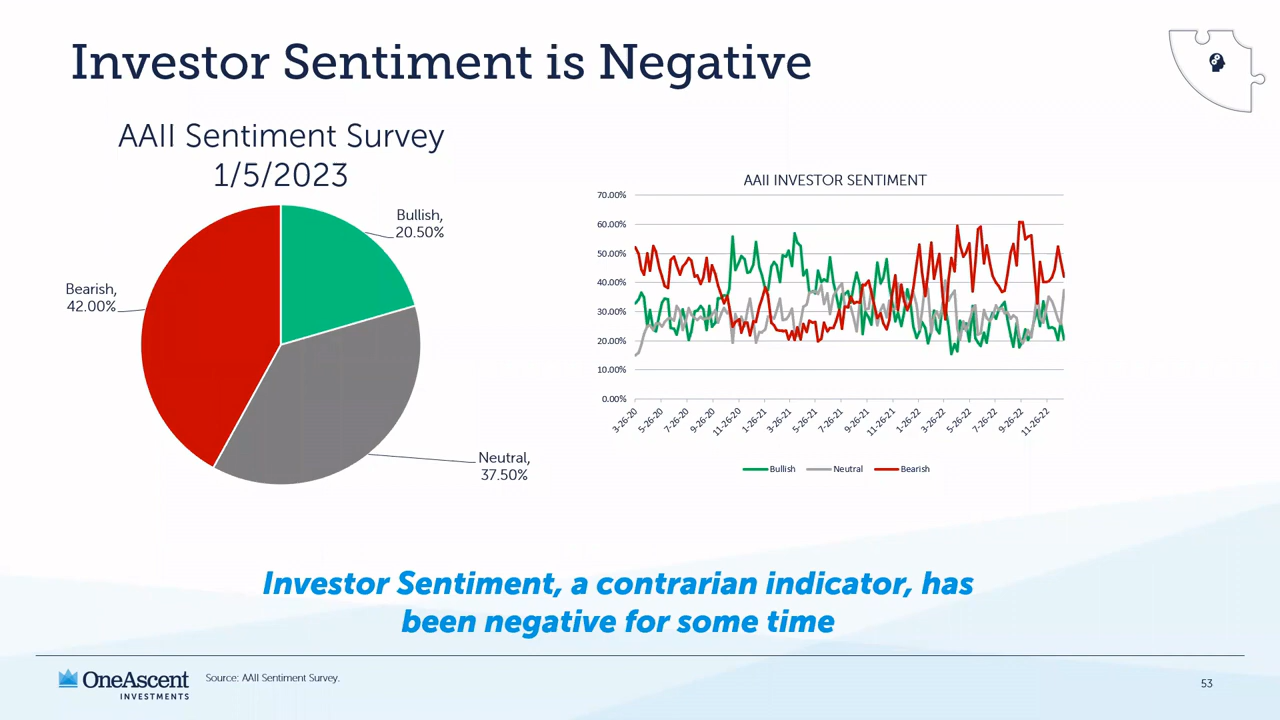 Investor Sentiment is Negative
AAII Sentiment Survey
1/5/2023
Bullish,
20.50%
Bearish,
42.00%
Neutral,
37.50%
AAII INVESTOR SENTIMENT
70.00%
60.00%
50.00%
40.00%
30.00%
20.00%
10.00%
0.00%
3-26-20
5-26-20
7-26-20
9-26-20
11-26-20
1-26-21
3-26-21
5-26-21
7-26-21
9-26-21
11-26-21
1-26-22
3-26-22
5-26-22
7-26-22
9-26-22
11-26-22
Bullish
Neutral
Bearish
Investor Sentiment, a contrarian indicator, has
been negative for some time
OneAscent
INVESTMENTS
Source: AAII Sentiment Survey.
53